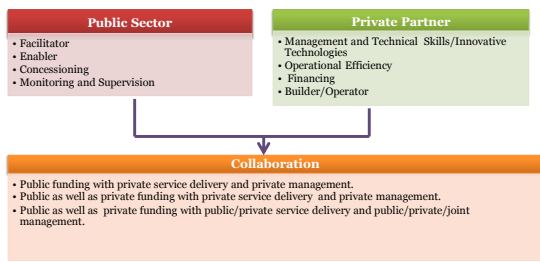 Public Sector
• Facilitator
• Enabler
• Concessioning
• Monitoring and Supervision
Private Partner
• Management and Technical Skills/Innovative
Technologies
• Operational Efficiency
• Financing
• Builder/Operator
Collaboration
• Public funding with private service delivery and private management.
• Public as well as private funding with private service delivery and private management.
• Public as well as private funding with public/private service delivery and public/private/joint
management.